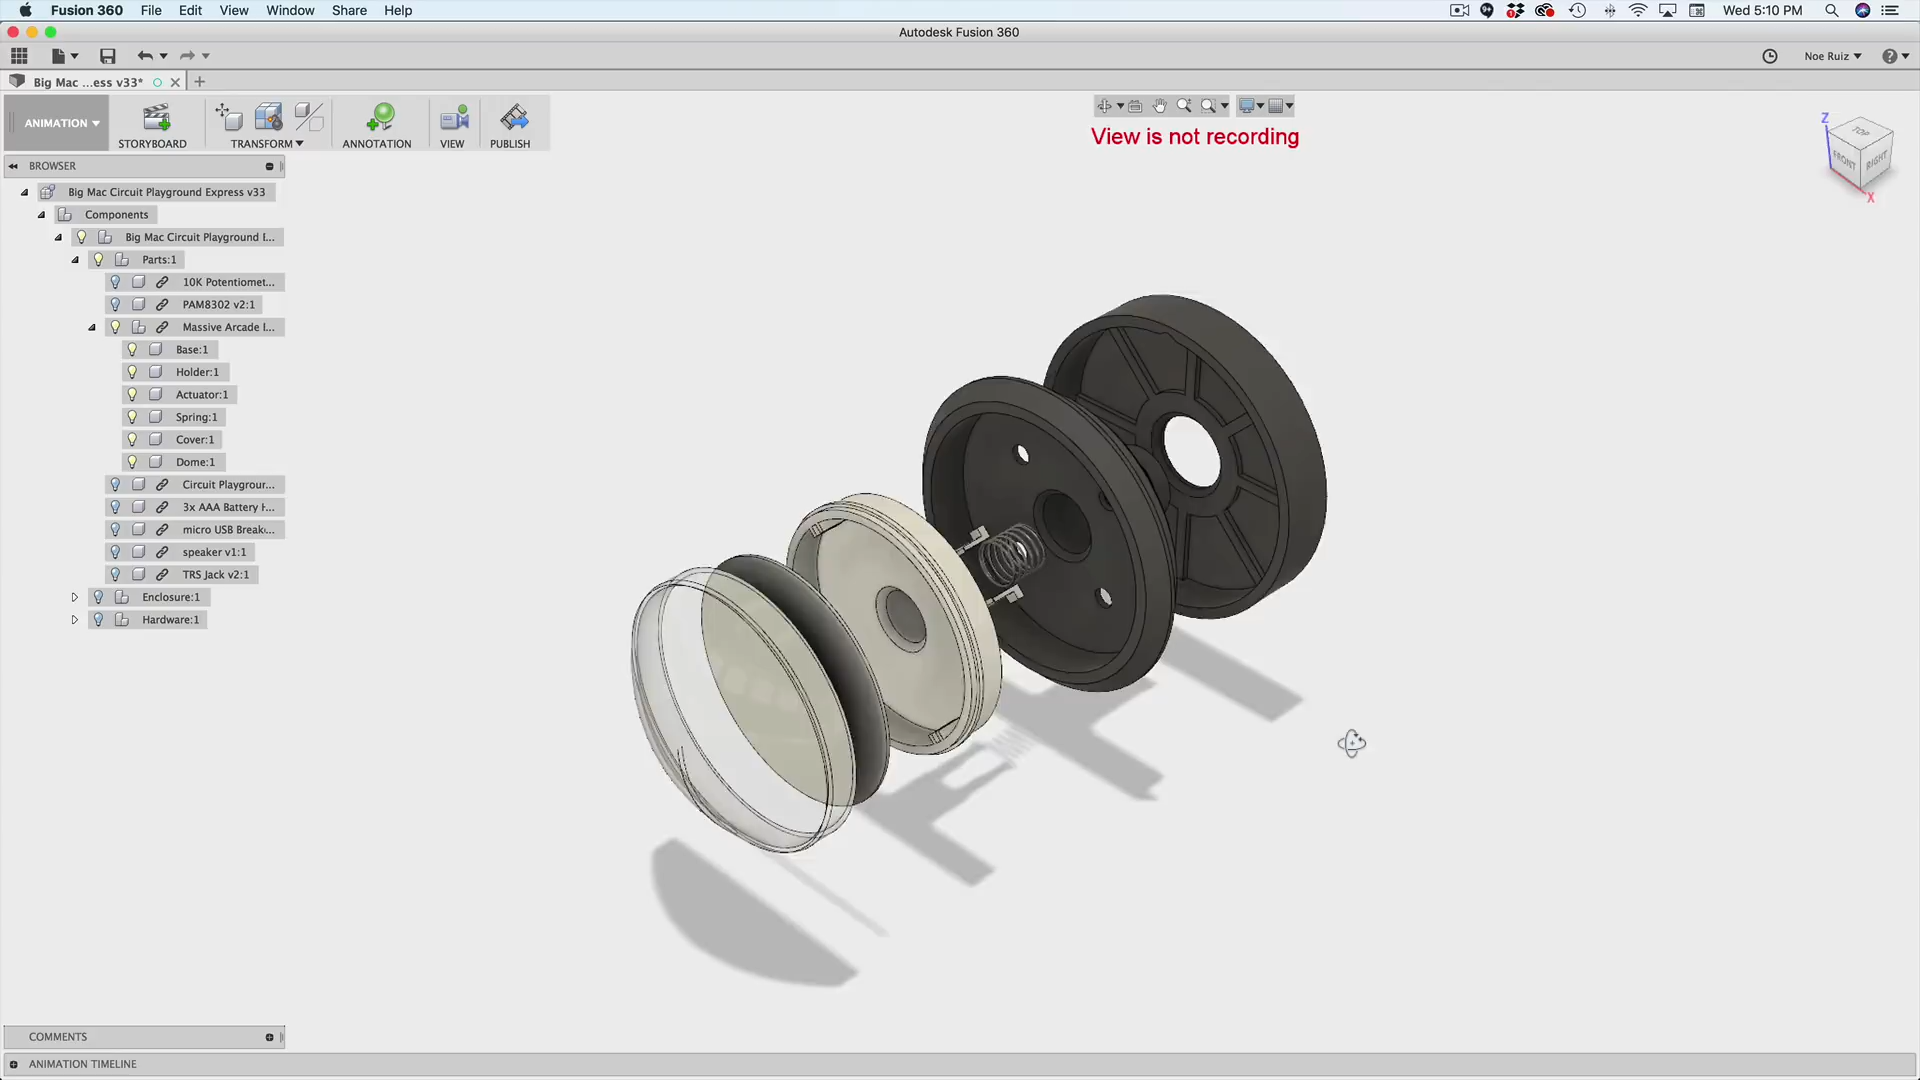 Fusion 360 File Edit View Window Share Help Wed 5:10 PM
Autodesk Fusion 360
Noe Ruiz
Big Mac ...ess v33*
ANIMATION
STORYBOARD TRANSFORM ANNOTATION VIEW PUBLISH
View is not recording
TOP
FRONT
RIGHT
Z
X
BROWSER
Big Mac Circuit Playground Express v33
Components
Big Mac Circuit Playground E...
Parts:1
10K Potentiomet...
PAM8302 v2:1
Massive Arcade I...
Base:1
Holder:1
Actuator:1
Spring:1
Cover:1
Dome:1
Circuit Playgrour...
3x AAA Battery H...
micro USB Break...
speaker v1:1
TRS Jack v2:1
Enclosure:1
Hardware:1
COMMENTS
ANIMATION TIMELINE